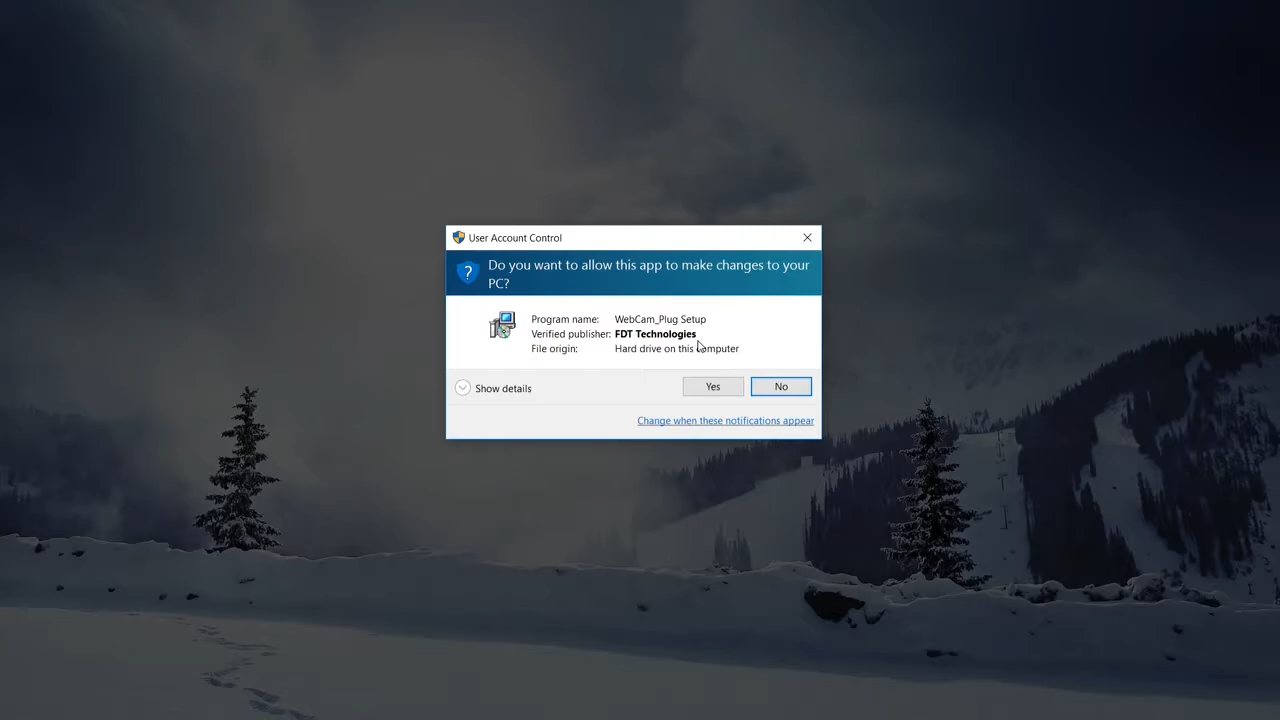 User Account Control
Do you want to allow this app to make changes to your
PC?
Program name: WebCam_Plug Setup
Verified publisher: FDT Technologies
File origin: Hard drive on this computer
Show details
Yes
No
Change when these notifications appear